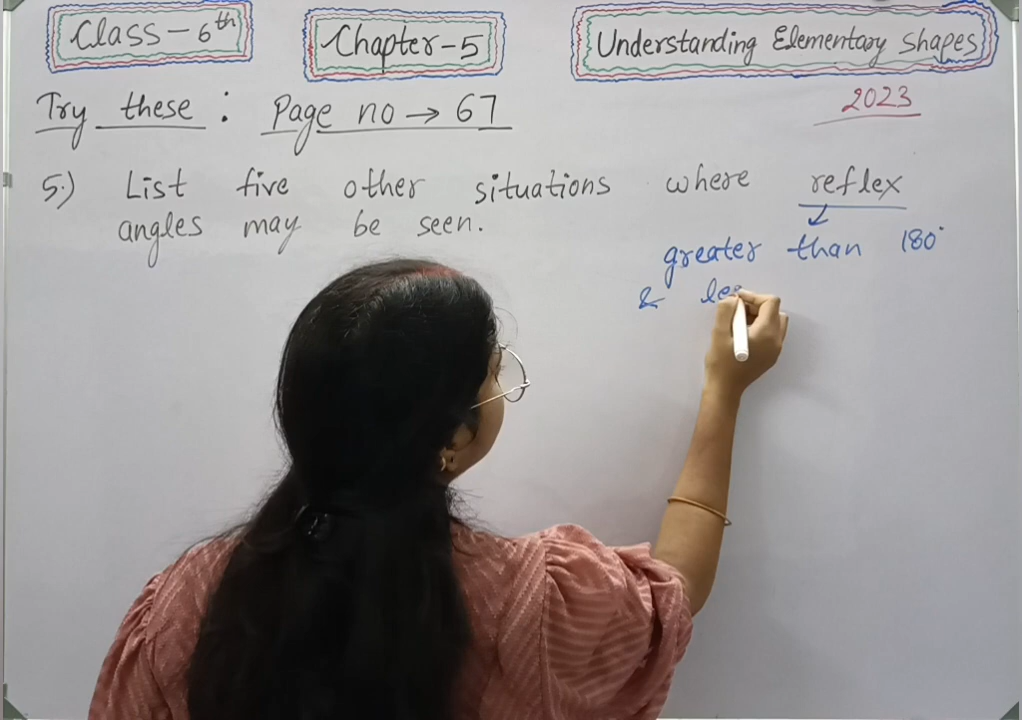 Class - 6th
Chapter-5
Understanding Elementary Shapes
Try these : Page no → 67
2023
5.) List five other situations where reflex
angles may be seen.
greater than 180°
& les